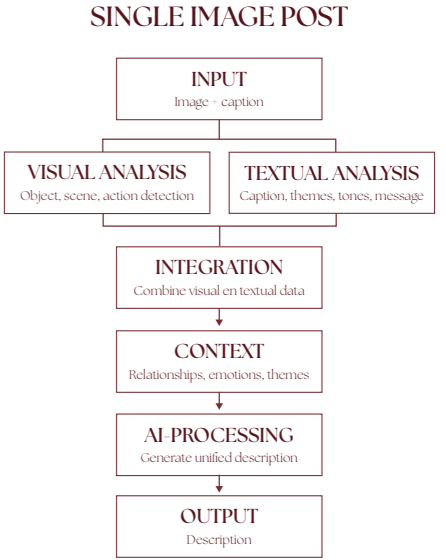 SINGLE IMAGE POST
INPUT
Image + caption
VISUAL ANALYSIS
Object, scene, action detection
TEXTUAL ANALYSIS
Caption, themes, tones, message
INTEGRATION
Combine visual en textual data
CONTEXT
Relationships, emotions, themes
AI-PROCESSING
Generate unified description
OUTPUT
Description